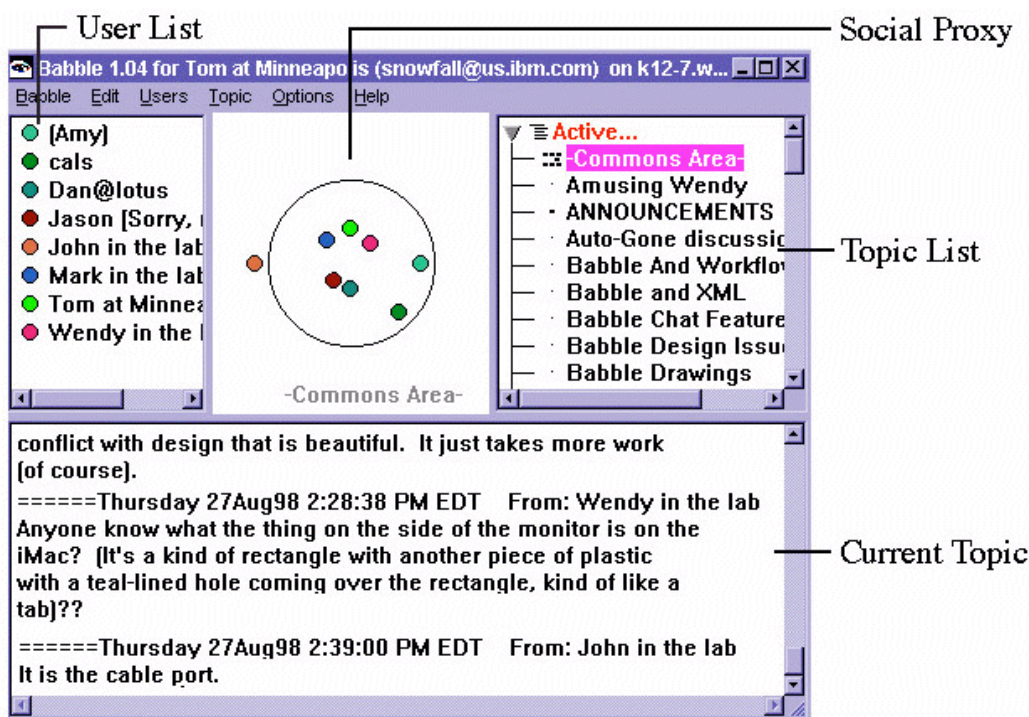 User List
Social Proxy
Babble 1.04 for Tom at Minneapolis (snowfall@us.ibm.com) on k12-7.w...
Babble Edit Users Topic Options Help
(Amy)
cals
Dan@lotus
Jason [Sorry,
John in the lab
Mark in the lab
Tom at Minnea
Wendy in the
-Commons Area-
Active...
-Commons Area-
Amusing Wendy
ANNOUNCEMENTS
Auto-Gone discussio
Babble And Workflow
Babble and XML
Babble Chat Feature
Babble Design Issu
Babble Drawings
Topic List
conflict with design that is beautiful. It just takes more work
(of course).
======Thursday 27Aug98 2:28:38 PM EDT From: Wendy in the lab
Anyone know what the thing on the side of the monitor is on the
iMac? (It's a kind of rectangle with another piece of plastic
with a teal-lined hole coming over the rectangle, kind of like a
tab)??
======Thursday 27Aug98 2:39:00 PM EDT From: John in the lab
It is the cable port.
Current Topic